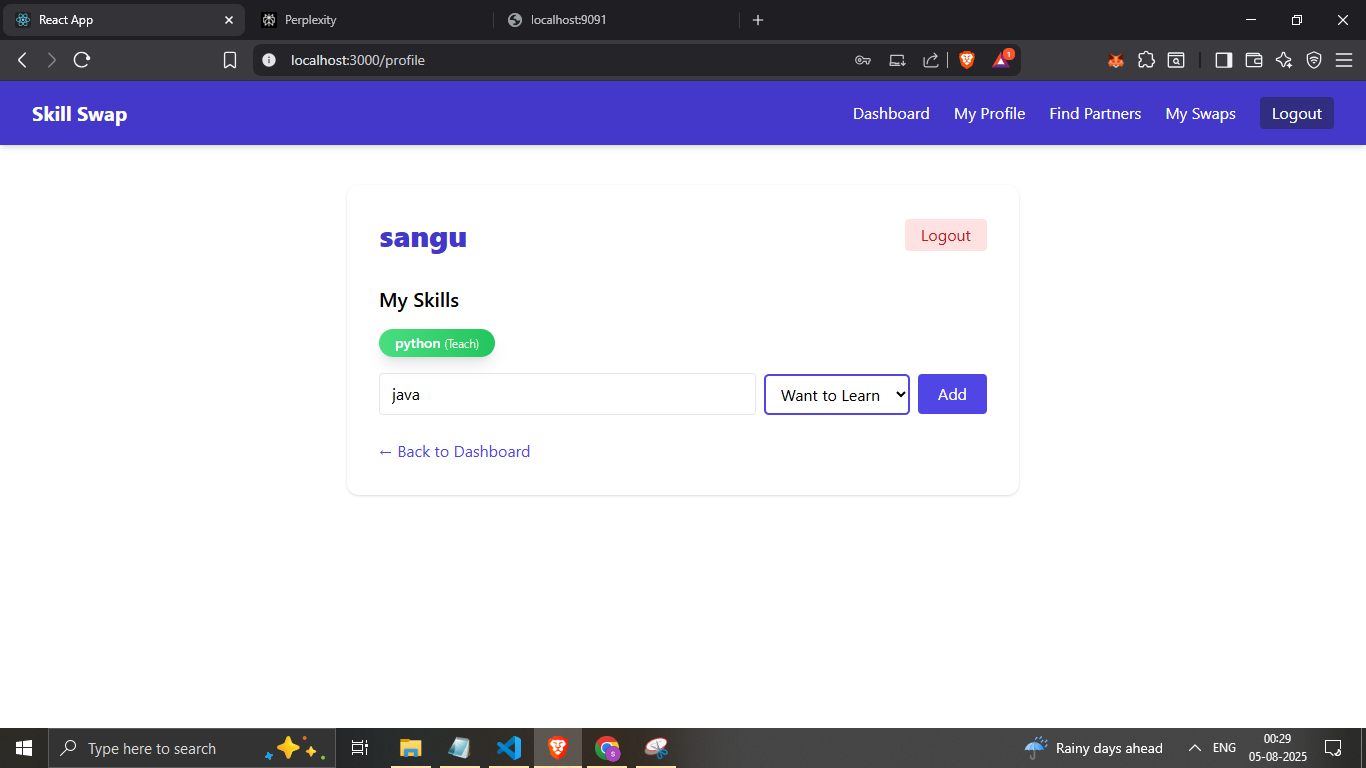 React App
Perplexity
localhost:9091
localhost:3000/profile
1
Skill Swap
Dashboard
My Profile
Find Partners
My Swaps
Logout
sangu
Logout
My Skills
python (Teach)
java
Want to Learn
Add
← Back to Dashboard
Type here to search
S
Rainy days ahead
ENG
00:29
05-08-2025